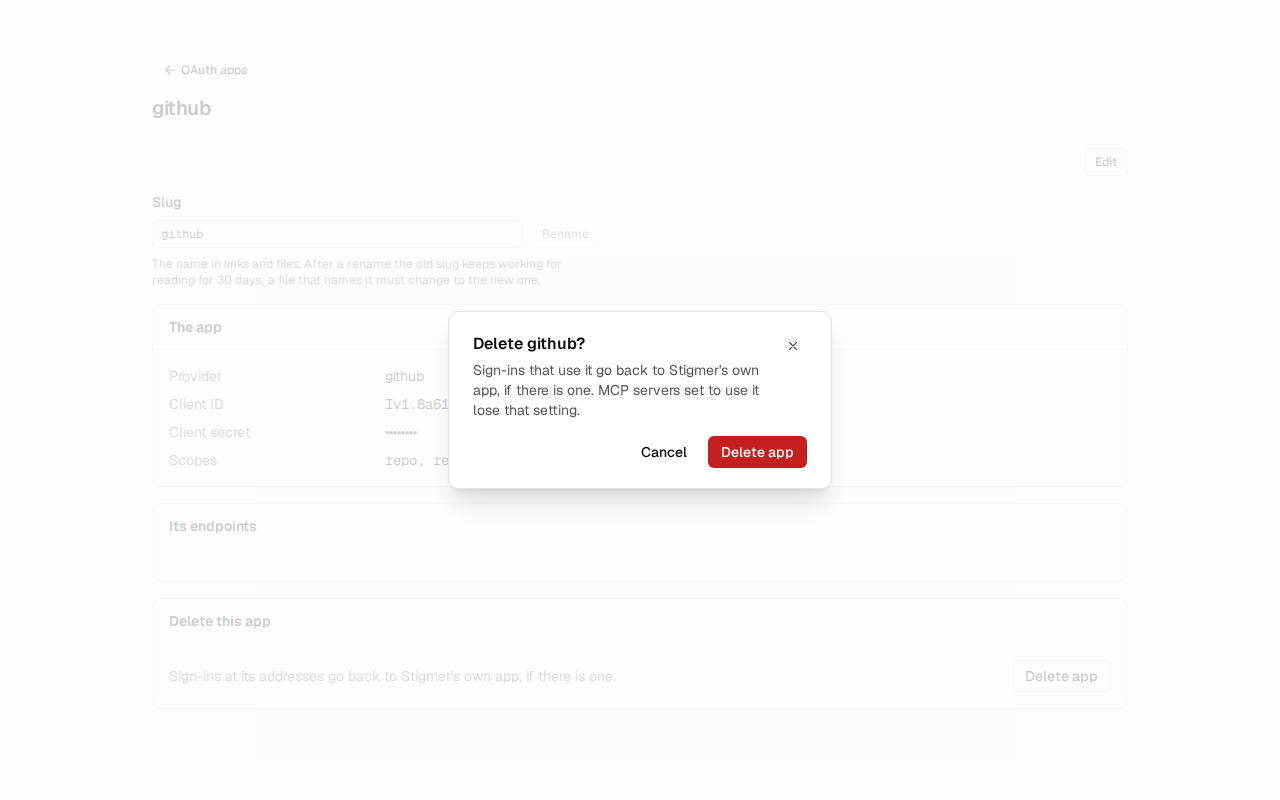 OAuth apps
github
Edit
Slug
github
Rename
The name in links and files. After a rename the old slug keeps working for
reading for 30 days; a file that names it must change to the new one.
The app
Provider
github
Client ID
Iv1.8a61
Client secret
••••••••
Scopes
repo, re
Delete github?
Sign-ins that use it go back to Stigmer's own
app, if there is one. MCP servers set to use it
lose that setting.
Cancel
Delete app
Its endpoints
Delete this app
Sign-ins at its addresses go back to Stigmer's own app, if there is one.
Delete app